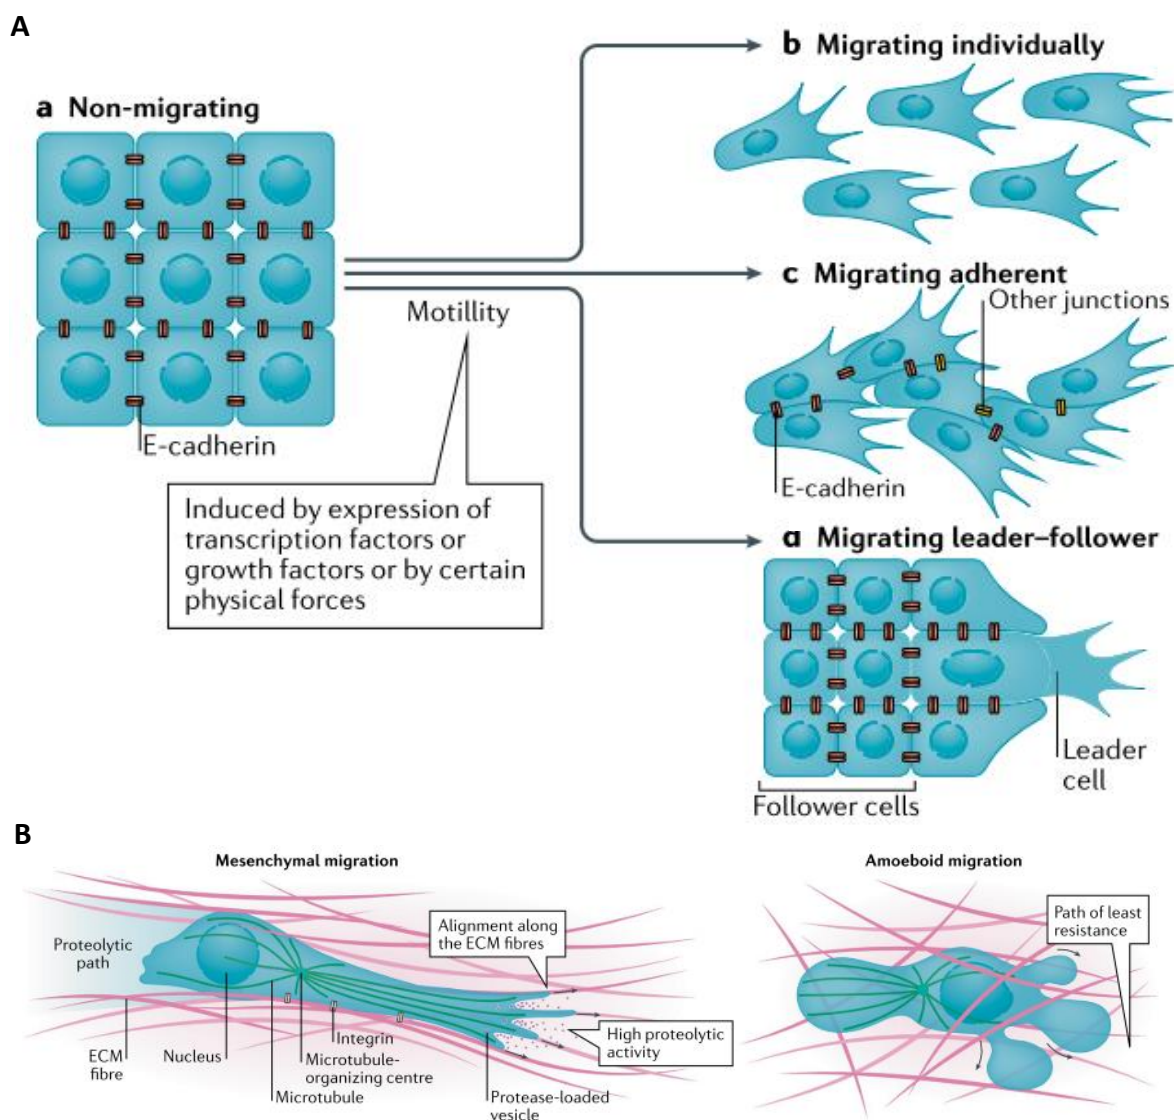 A
a Non-migrating
E-cadherin
Motillity
Induced by expression of
transcription factors or
growth factors or by certain
physical forces
b Migrating individually
c Migrating adherent
Other junctions
E-cadherin
d Migrating leader–follower
Leader
cell
Follower cells
B
Mesenchymal migration
Proteolytic
path
Alignment along
the ECM fibres
High proteolytic
activity
ECM
fibre
Nucleus
Integrin
Microtubule-
organizing centre
Microtubule
Protease-loaded
vesicle
Amoeboid migration
Path of least
resistance